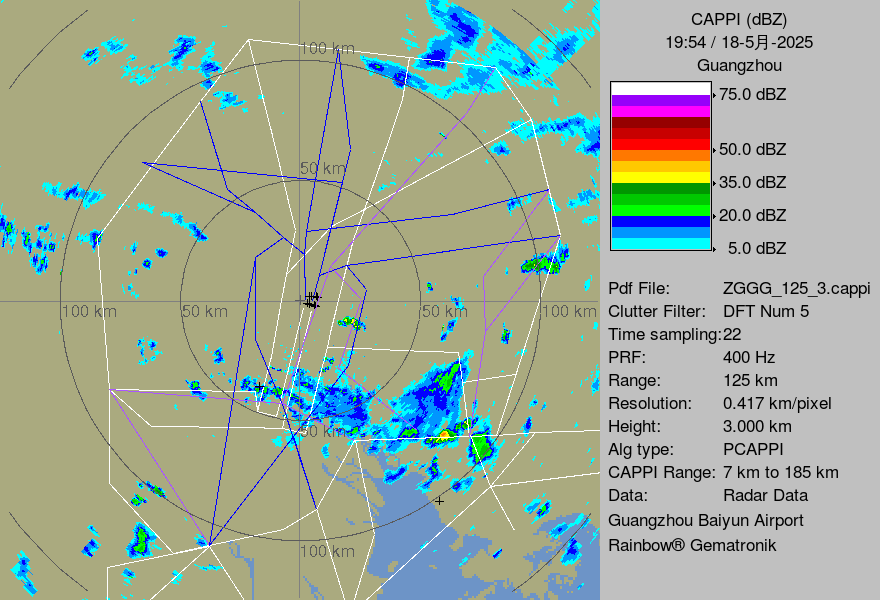 CAPPI (dBZ)
19:54 / 18-5月-2025
Guangzhou
75.0 dBZ
50.0 dBZ
35.0 dBZ
20.0 dBZ
5.0 dBZ
Pdf File: ZGGG_125_3.cappi
Clutter Filter: DFT Num 5
Time sampling:22
PRF: 400 Hz
Range: 125 km
Resolution: 0.417 km/pixel
Height: 3.000 km
Alg type: PCAPPI
CAPPI Range: 7 km to 185 km
Data: Radar Data
Guangzhou Baiyun Airport
Rainbow® Gematronik
100 km
50 km
100 km
50 km
50 km
100 km
50 km
100 km